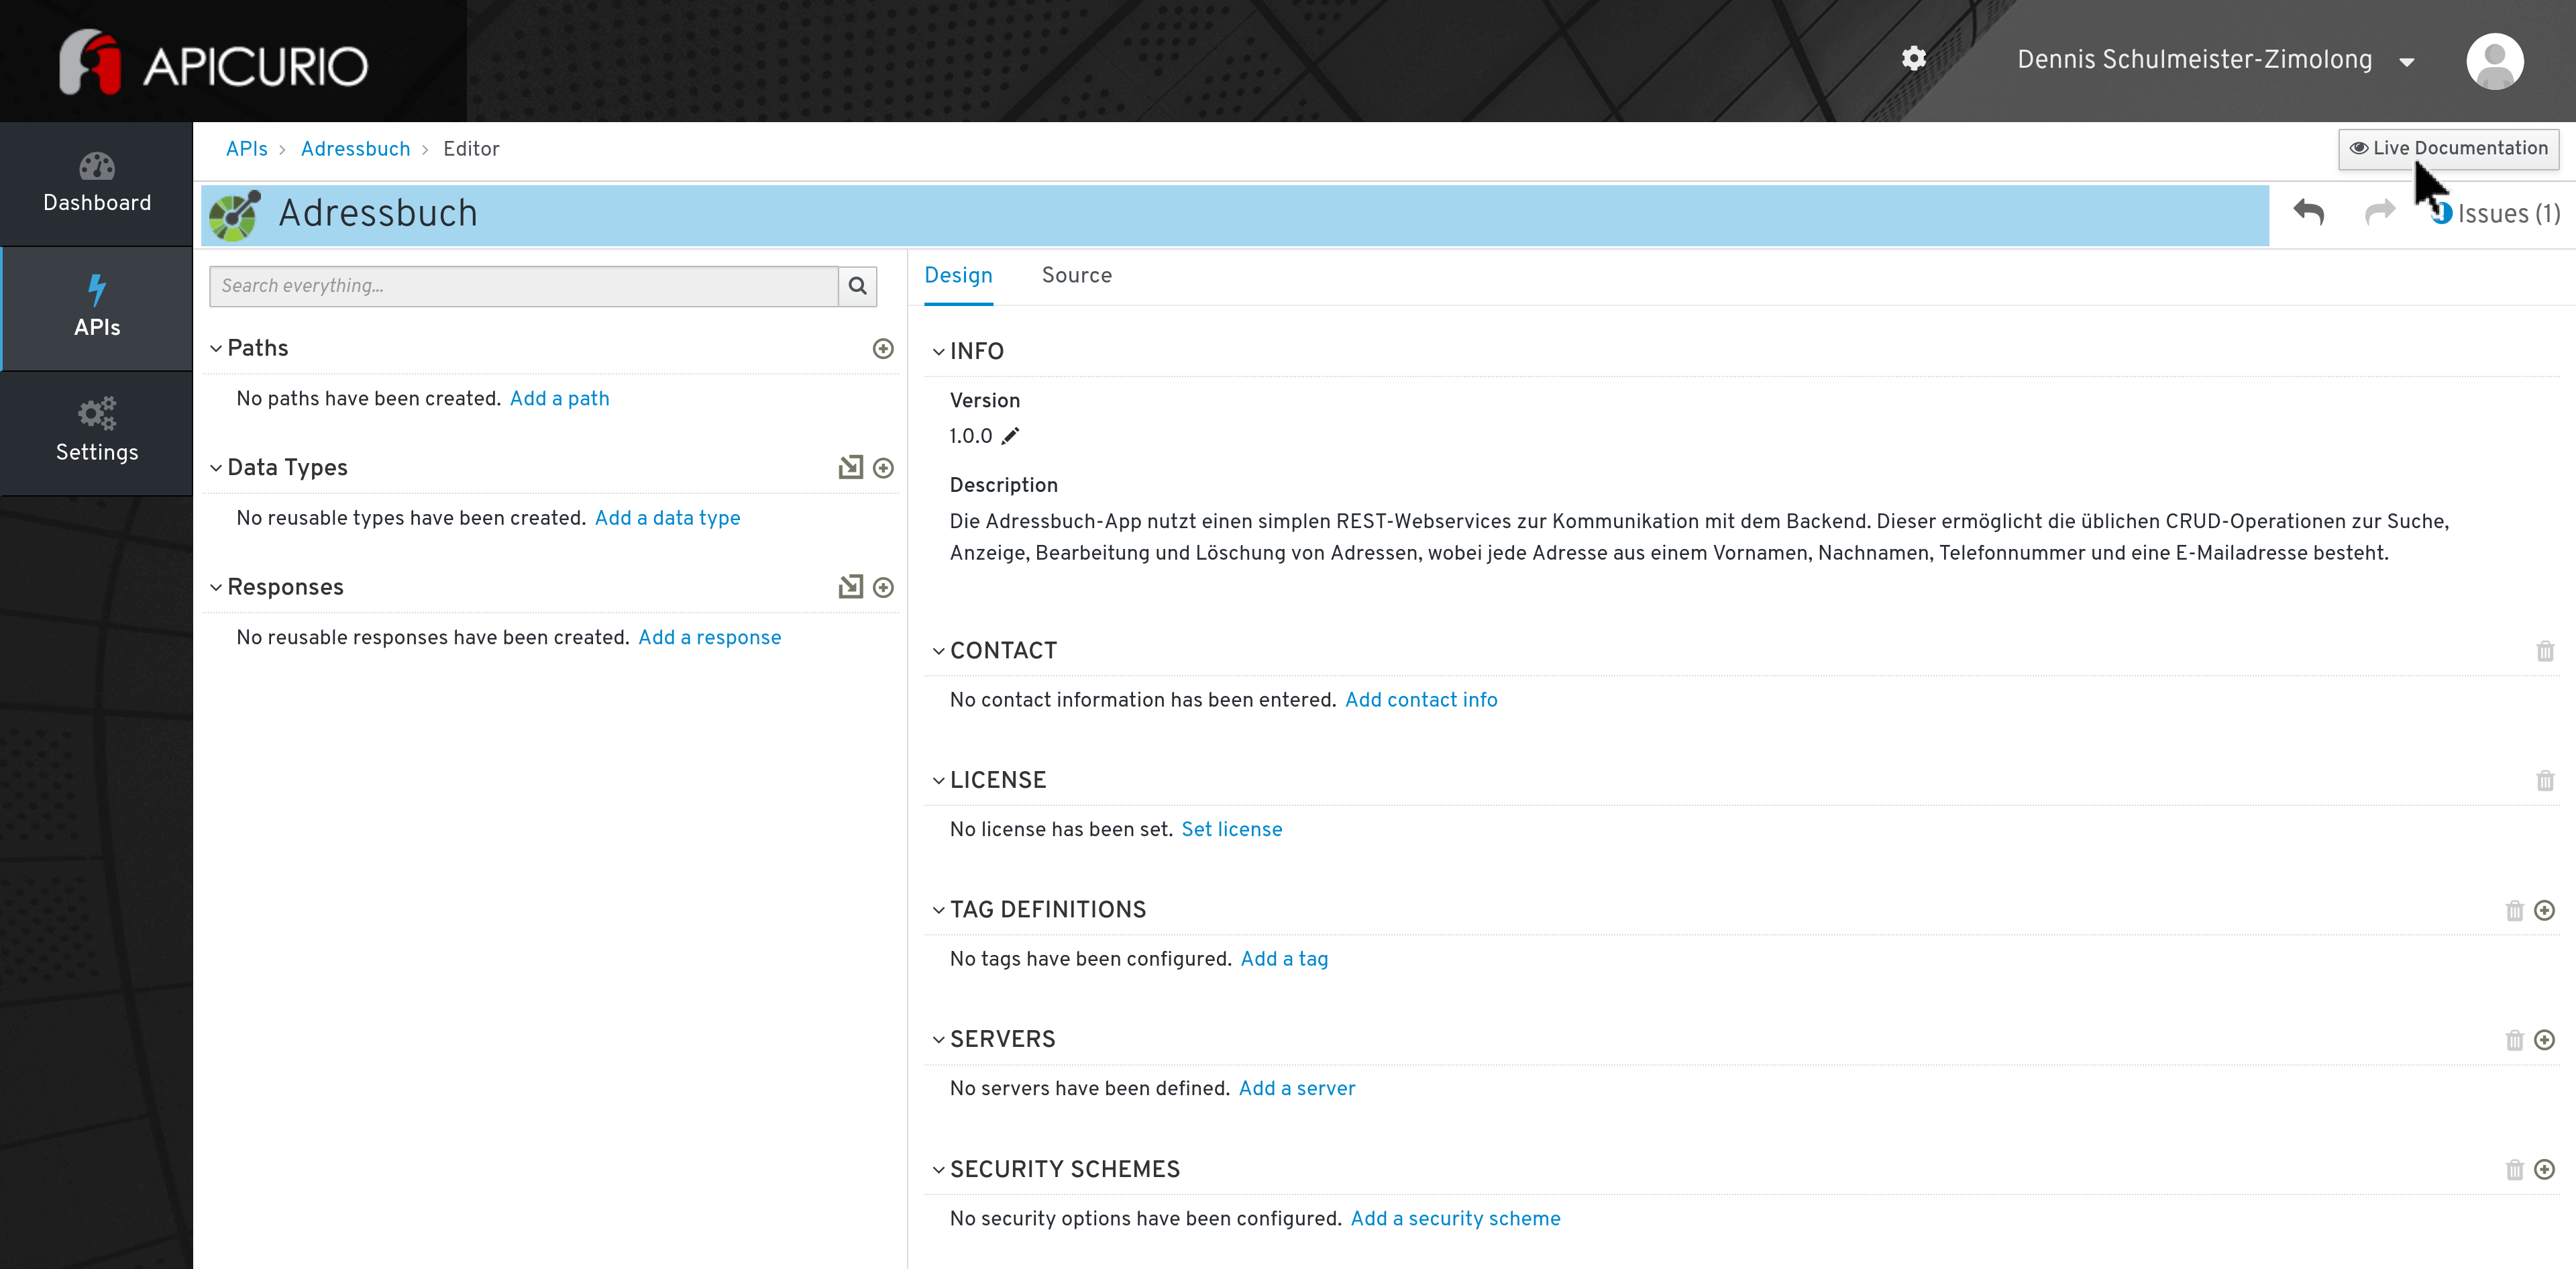 APICURIO
Dennis Schulmeister-Zimolong
Dashboard
APIs
Settings
APIs > Adressbuch > Editor
Live Documentation
Adressbuch
Issues (1)
Search everything...
Paths
No paths have been created. Add a path
Data Types
No reusable types have been created. Add a data type
Responses
No reusable responses have been created. Add a response
Design Source
INFO
Version
1.0.0
Description
Die Adressbuch-App nutzt einen simplen REST-Webservices zur Kommunikation mit dem Backend. Dieser ermöglicht die üblichen CRUD-Operationen zur Suche,
Anzeige, Bearbeitung und Löschung von Adressen, wobei jede Adresse aus einem Vornamen, Nachnamen, Telefonnummer und eine E-Mailadresse besteht.
CONTACT
No contact information has been entered. Add contact info
LICENSE
No license has been set. Set license
TAG DEFINITIONS
No tags have been configured. Add a tag
SERVERS
No servers have been defined. Add a server
SECURITY SCHEMES
No security options have been configured. Add a security scheme